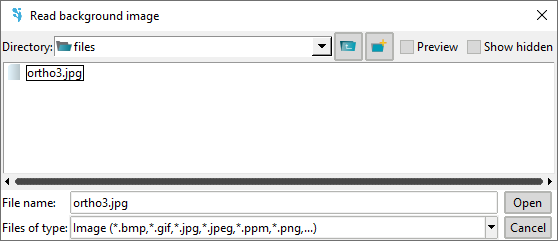 Read background image
Directory: files Preview Show hidden
ortho3.jpg
File name: ortho3.jpg Open
Files of type: Image (*.bmp,*.gif,*.jpg,*.jpeg,*.ppm,*.png,...) Cancel